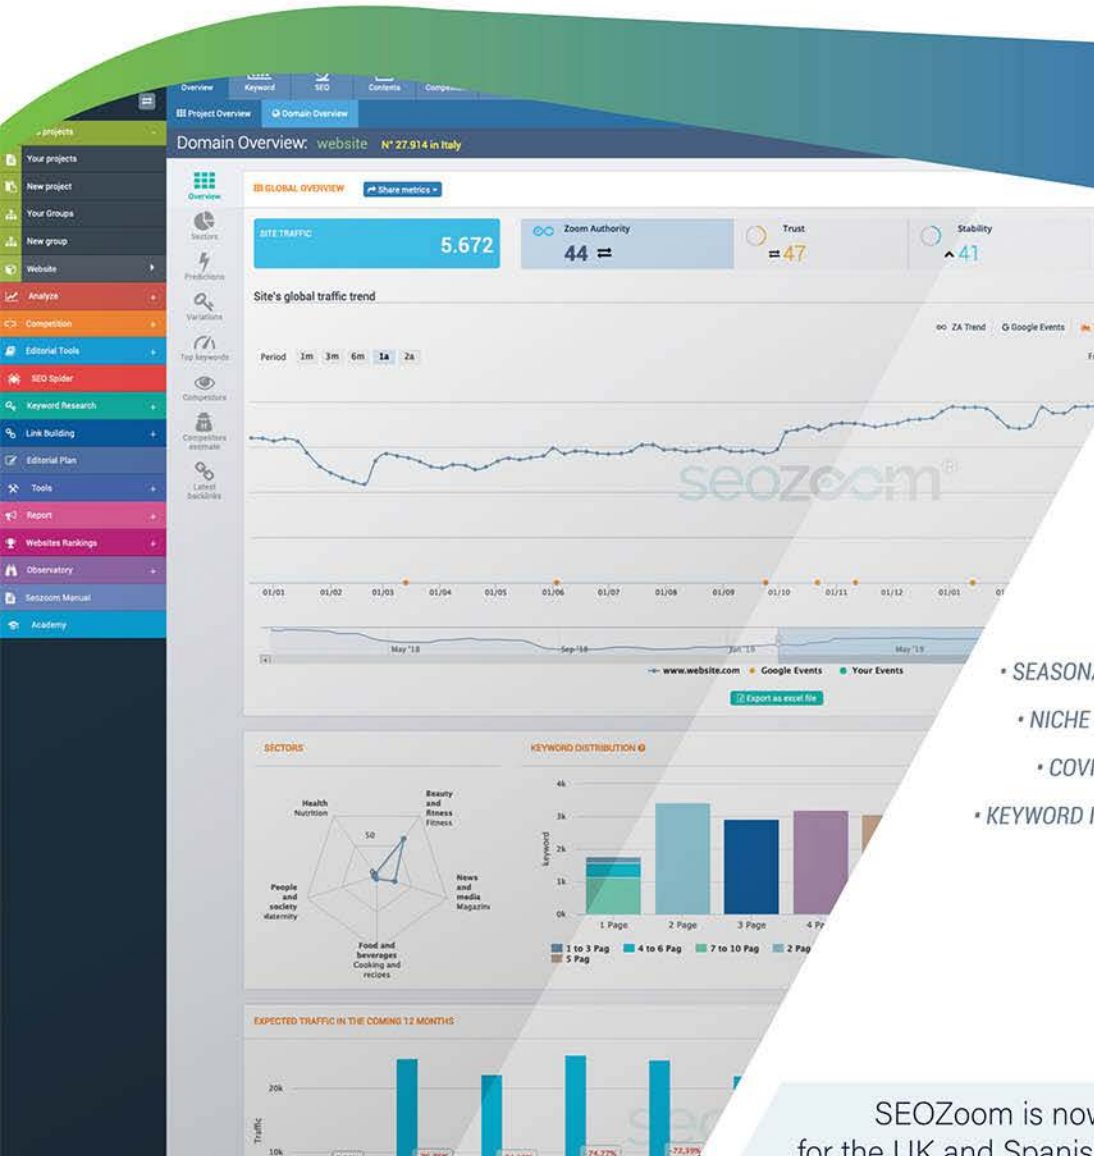 Overview Keyword SEO Contents
Project Overview Domain Overview
Domain Overview: website N° 27.914 in Italy
projects
Your projects
New project
Your Groups
New group
Website
Analyze
Competition
Editorial Tools
SEO Spider
Keyword Research
Link Building
Editorial Plan
Tools
Report
Websites Rankings
Observatory
Seozoom Manual
Academy
Overview
Sectors
Predictions
Variations
Top keywords
Competitors
Competitors
estimate
Latest
backlinks
GLOBAL OVERVIEW Share metrics
SITE TRAFFIC
5.672
Zoom Authority
44
Trust
47
Stability
41
Site's global traffic trend
ZA Trend Google Events
Period 1m 3m 6m 1a 2a
seozoom®
01/01 01/02 01/03 01/04 01/05 01/06 01/07 01/08 01/09 01/10 01/11 01/12 01/01
May '18 Sep '18 Jan '19 May '19
www.website.com Google Events Your Events
Export as excel file
• SEASONA
• NICHE
• COVE
• KEYWORD
SECTORS
Health
Nutrition
Beauty
and
fitness
Fitness
50
News
and
media
Magazine
People
and
society
Maternity
Food and
beverages
Cooking and
recipes
KEYWORD DISTRIBUTION
keyword
4k
3k
2k
1k
0k
1 Page 2 Page 3 Page 4 P
1 to 3 Pag 4 to 6 Pag 7 to 10 Pag 2 Pag
5 Pag
EXPECTED TRAFFIC IN THE COMING 12 MONTHS
Traffic
20k
10k
SEOZoom is now
for the UK and Spanis